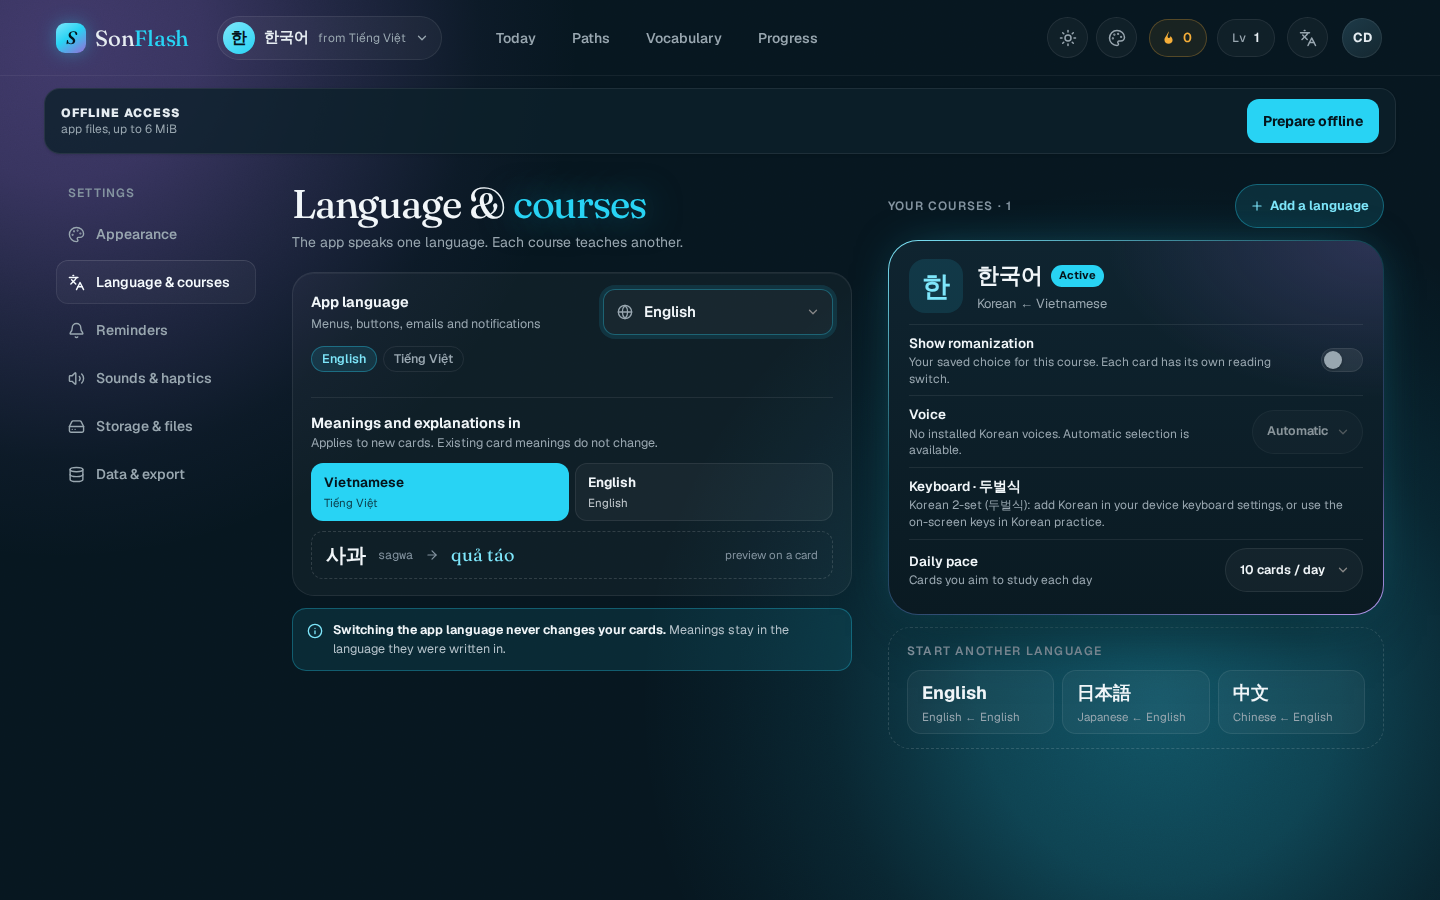 S SonFlash
한 한국어 from Tiếng Việt
Today
Paths
Vocabulary
Progress
0
Lv 1
CD
OFFLINE ACCESS
app files, up to 6 MiB
Prepare offline
SETTINGS
Appearance
Language & courses
Reminders
Sounds & haptics
Storage & files
Data & export
Language & courses
The app speaks one language. Each course teaches another.
App language
Menus, buttons, emails and notifications
English
English
Tiếng Việt
Meanings and explanations in
Applies to new cards. Existing card meanings do not change.
Vietnamese
Tiếng Việt
English
English
사과 sagwa → quả táo
preview on a card
Switching the app language never changes your cards. Meanings stay in the
language they were written in.
YOUR COURSES · 1
+ Add a language
한
한국어 Active
Korean ← Vietnamese
Show romanization
Your saved choice for this course. Each card has its own reading
switch.
Voice
No installed Korean voices. Automatic selection is
available.
Automatic
Keyboard · 두벌식
Korean 2-set (두벌식): add Korean in your device keyboard settings, or use the
on-screen keys in Korean practice.
Daily pace
Cards you aim to study each day
10 cards / day
START ANOTHER LANGUAGE
English
English ← English
日本語
Japanese ← English
中文
Chinese ← English